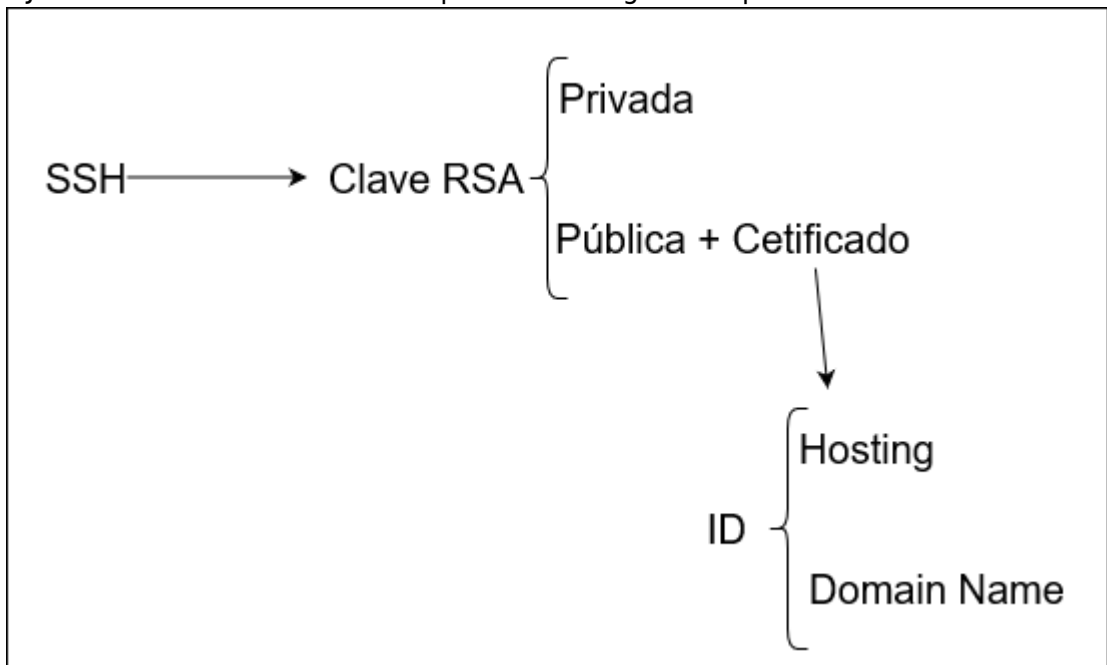 Privada
SSH
Clave RSA
Pública + Cetificado
Hosting
ID
Domain Name